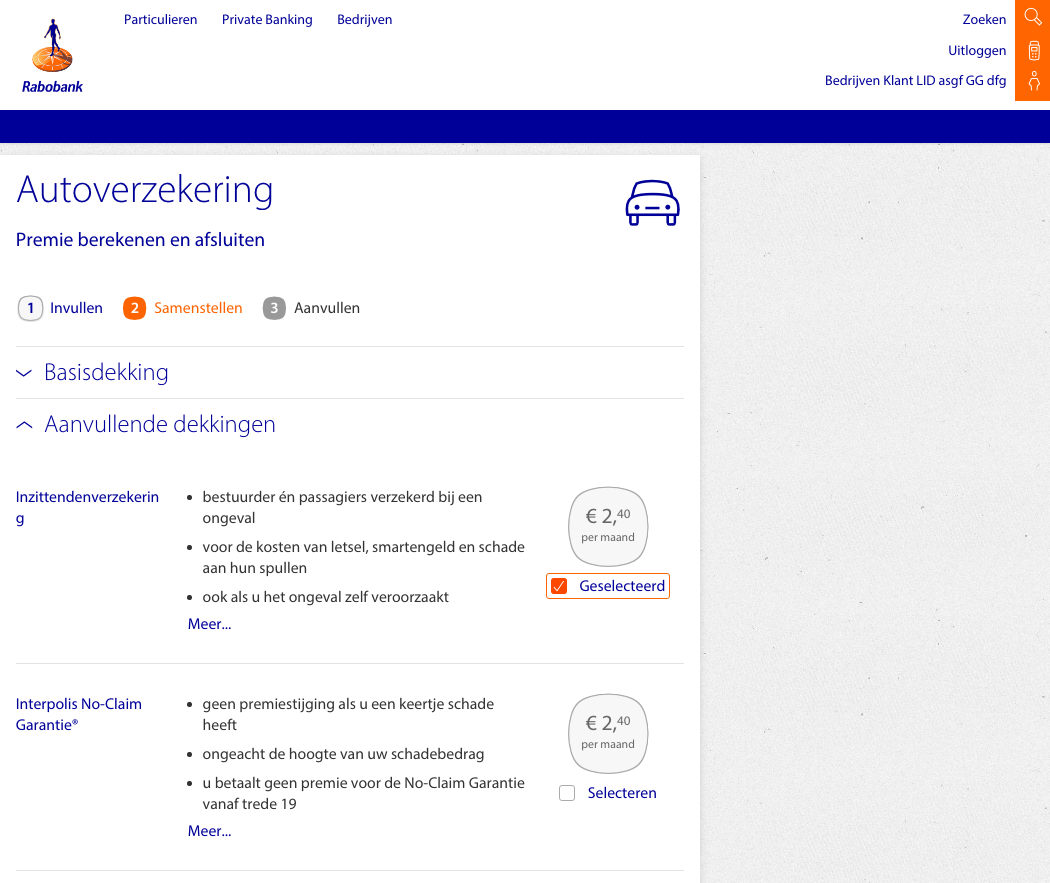 Particulieren Private Banking Bedrijven
Zoeken
Uitloggen
Bedrijven Klant LID asgf GG dfg
Rabobank
Autoverzekering
Premie berekenen en afsluiten
1 Invullen 2 Samenstellen 3 Aanvullen
Basisdekking
Aanvullende dekkingen
Inzittendenverzekerin
g
• bestuurder én passagiers verzekerd bij een
ongeval
• voor de kosten van letsel, smartengeld en schade
aan hun spullen
• ook als u het ongeval zelf veroorzaakt
Meer...
€ 2,40
per maand
Geselecteerd
Interpolis No-Claim
Garantie®
• geen premiestijging als u een keertje schade
heeft
• ongeacht de hoogte van uw schadebedrag
• u betaalt geen premie voor de No-Claim Garantie
vanaf trede 19
Meer...
€ 2,40
per maand
Selecteren